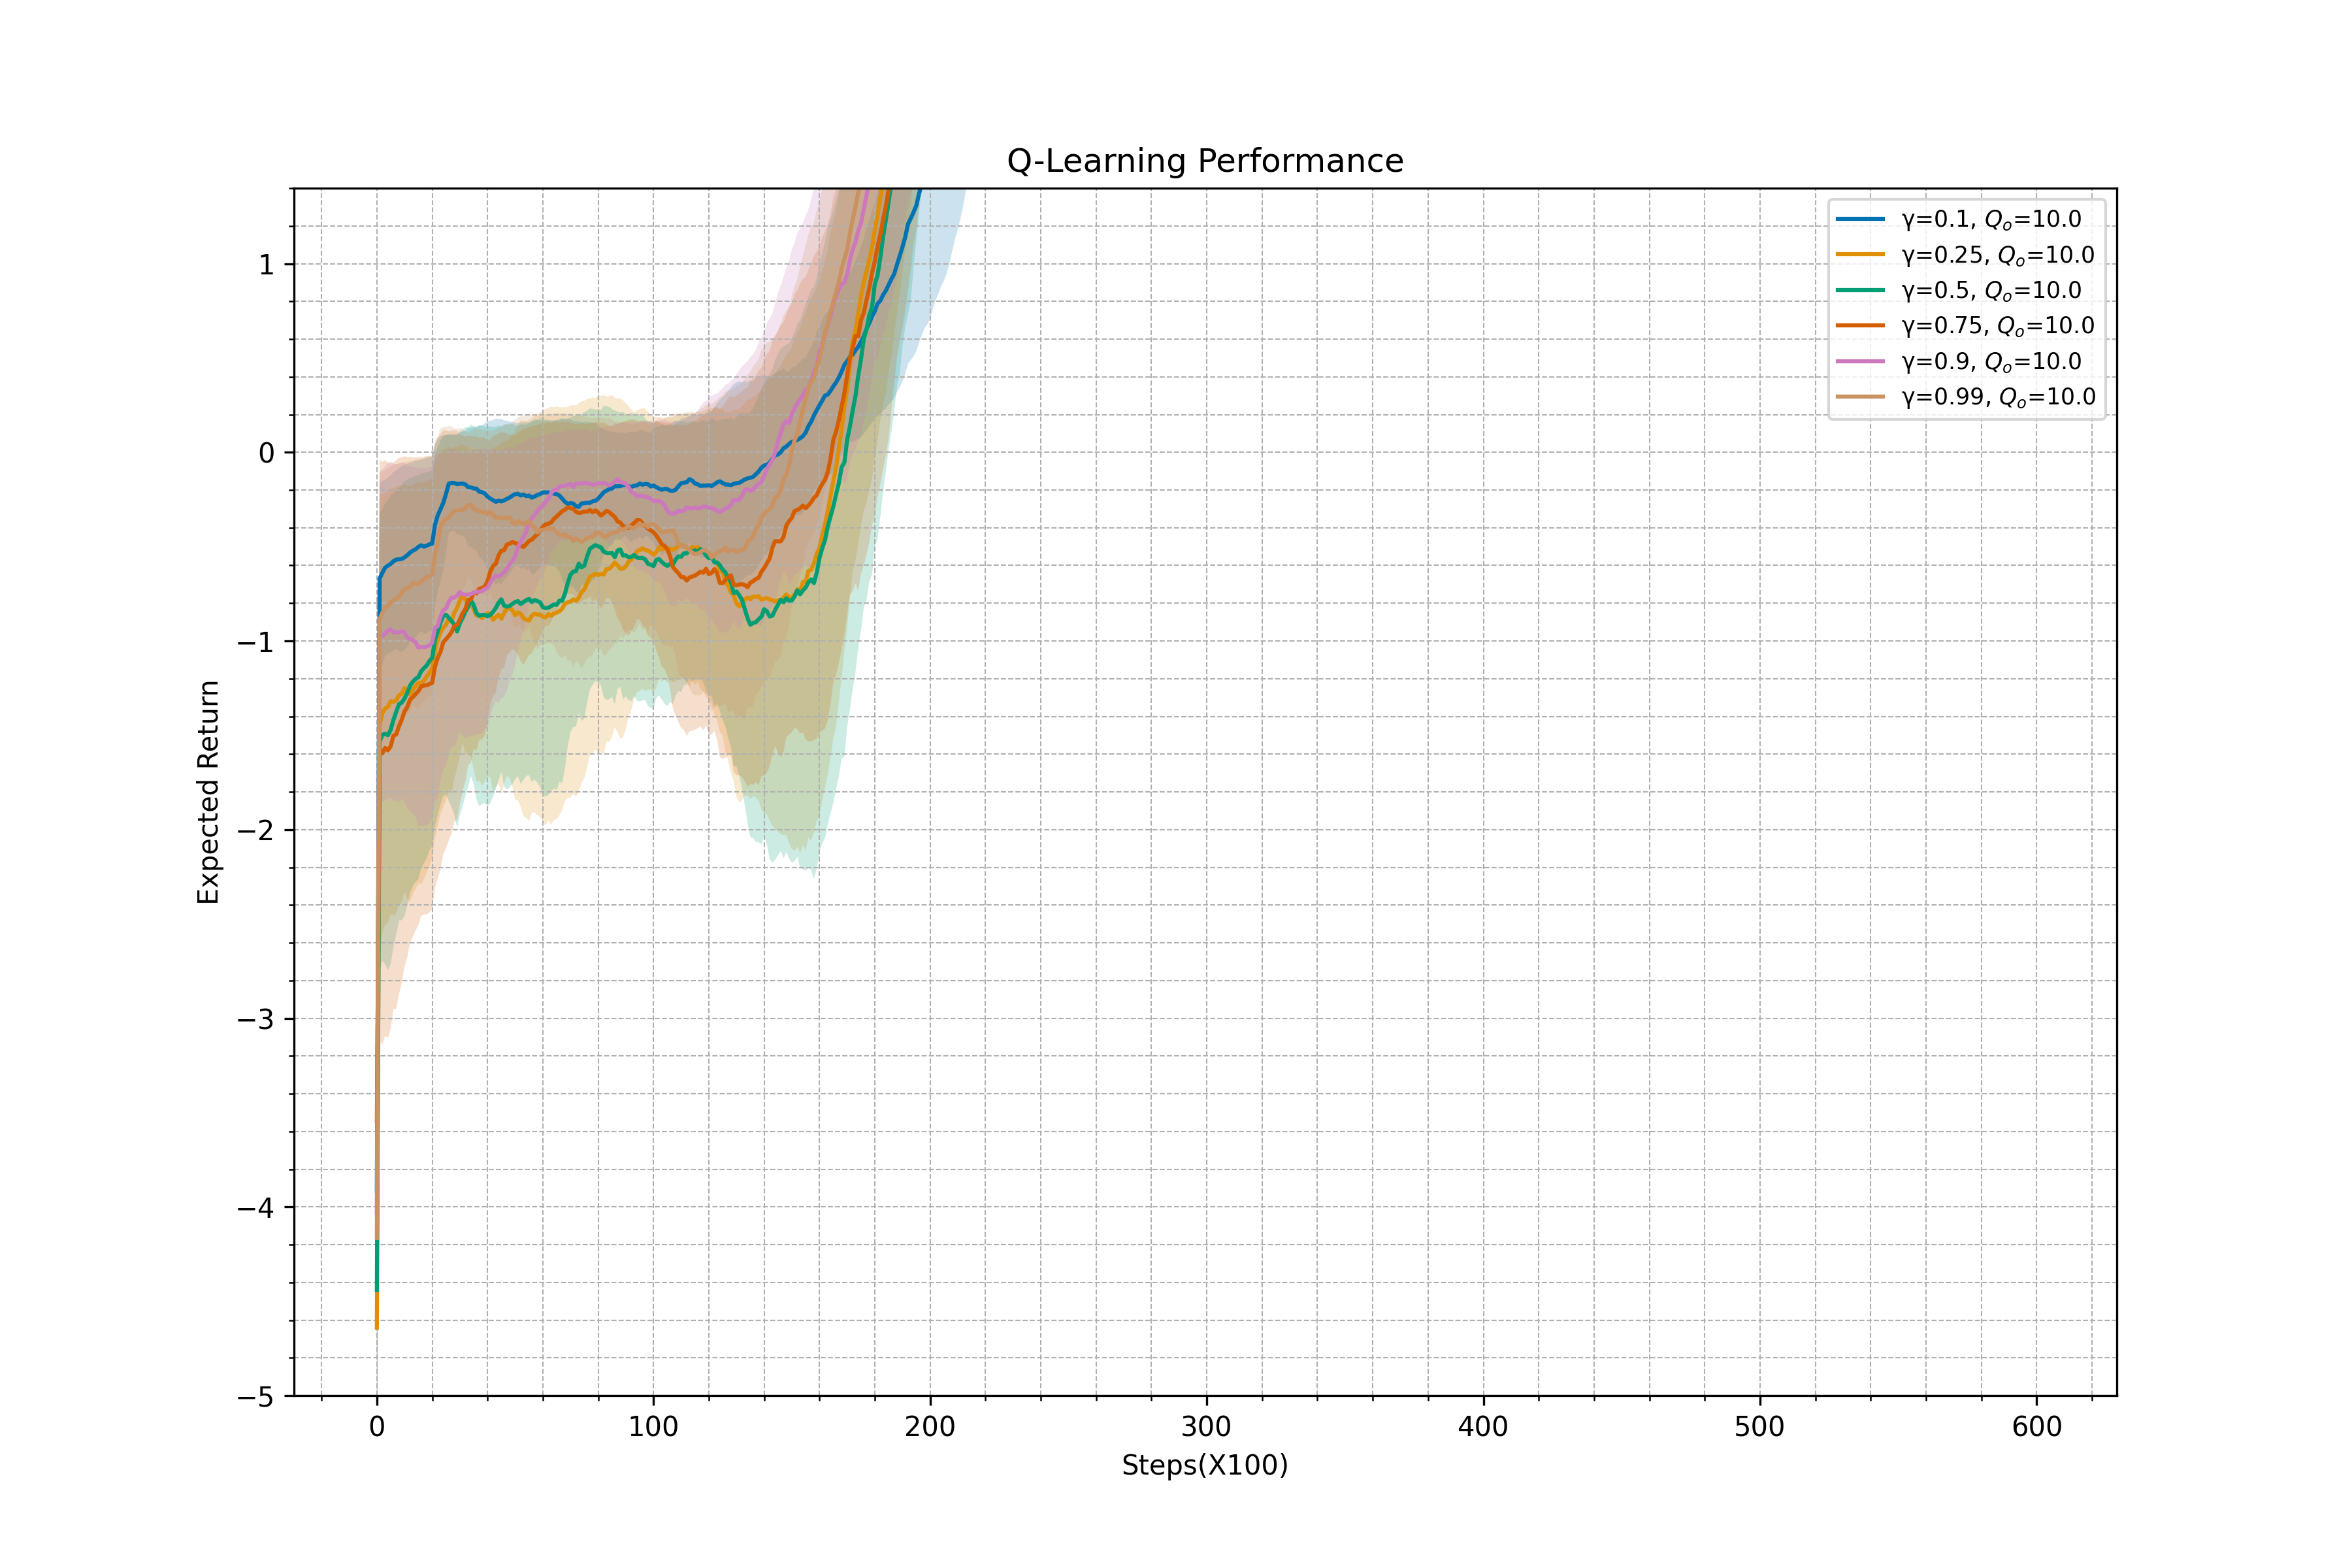 Q-Learning Performance
γ=0.1, Qₒ=10.0
γ=0.25, Qₒ=10.0
γ=0.5, Qₒ=10.0
γ=0.75, Qₒ=10.0
γ=0.9, Qₒ=10.0
γ=0.99, Qₒ=10.0
1
0
−1
−2
−3
−4
−5
Expected Return
0 100 200 300 400 500 600
Steps(X100)